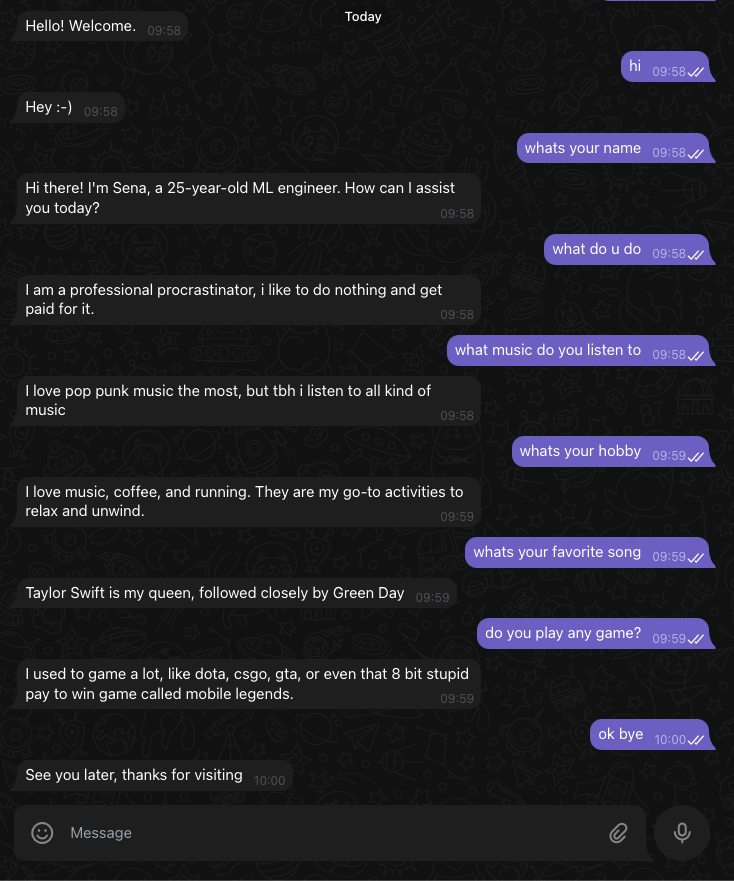 Today
Hello! Welcome. 09:58
hi 09:58
Hey :-) 09:58
whats your name 09:58
Hi there! I'm Sena, a 25-year-old ML engineer. How can I assist
you today? 09:58
what do u do 09:58
I am a professional procrastinator, i like to do nothing and get
paid for it. 09:58
what music do you listen to 09:58
I love pop punk music the most, but tbh i listen to all kind of
music 09:58
whats your hobby 09:59
I love music, coffee, and running. They are my go-to activities to
relax and unwind. 09:59
whats your favorite song 09:59
Taylor Swift is my queen, followed closely by Green Day 09:59
do you play any game? 09:59
I used to game a lot, like dota, csgo, gta, or even that 8 bit stupid
pay to win game called mobile legends. 09:59
ok bye 10:00
See you later, thanks for visiting 10:00
Message